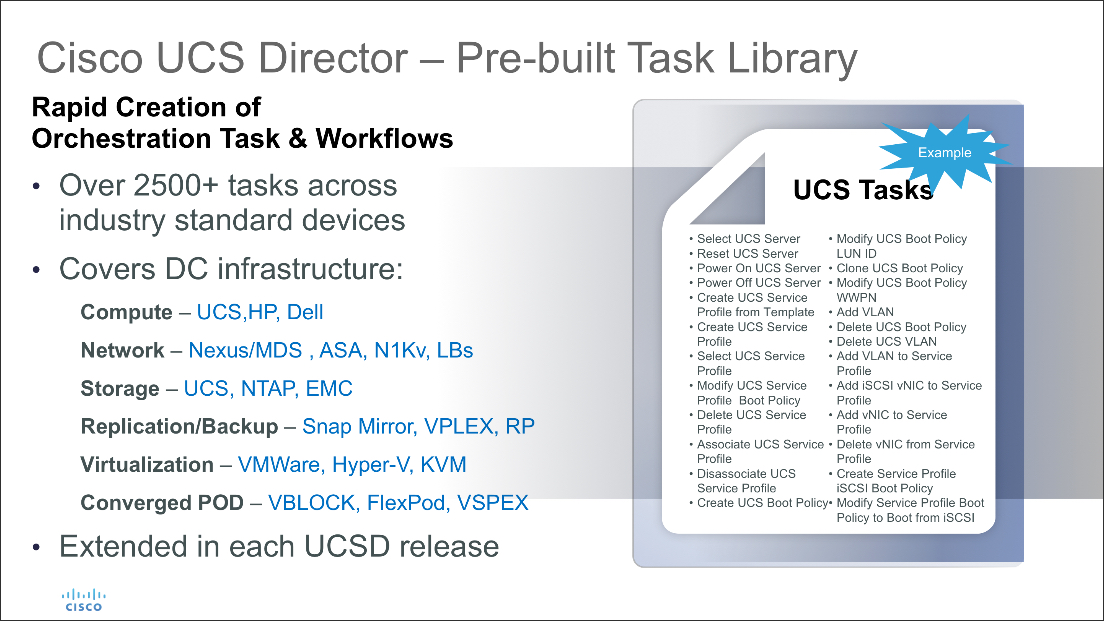 Cisco UCS Director – Pre-built Task Library
Rapid Creation of
Orchestration Task & Workflows
• Over 2500+ tasks across
industry standard devices
• Covers DC infrastructure:
Compute – UCS,HP, Dell
Network – Nexus/MDS , ASA, N1Kv, LBs
Storage – UCS, NTAP, EMC
Replication/Backup – Snap Mirror, VPLEX, RP
Virtualization – VMWare, Hyper-V, KVM
Converged POD – VBLOCK, FlexPod, VSPEX
• Extended in each UCSD release
Example
UCS Tasks
• Select UCS Server
• Reset UCS Server
• Power On UCS Server
• Power Off UCS Server
• Create UCS Service
Profile from Template
• Create UCS Service
Profile
• Select UCS Service
Profile
• Modify UCS Service
Profile Boot Policy
• Delete UCS Service
Profile
• Associate UCS Service
Profile
• Disassociate UCS
Service Profile
• Create UCS Boot Policy
• Modify UCS Boot Policy
LUN ID
• Clone UCS Boot Policy
• Modify UCS Boot Policy
WWPN
• Add VLAN
• Delete UCS Boot Policy
• Delete UCS VLAN
• Add VLAN to Service
Profile
• Add iSCSI vNIC to Service
Profile
• Add vNIC to Service
Profile
• Delete vNIC from Service
Profile
• Create Service Profile
iSCSI Boot Policy
• Modify Service Profile Boot
Policy to Boot from iSCSI
CISCO